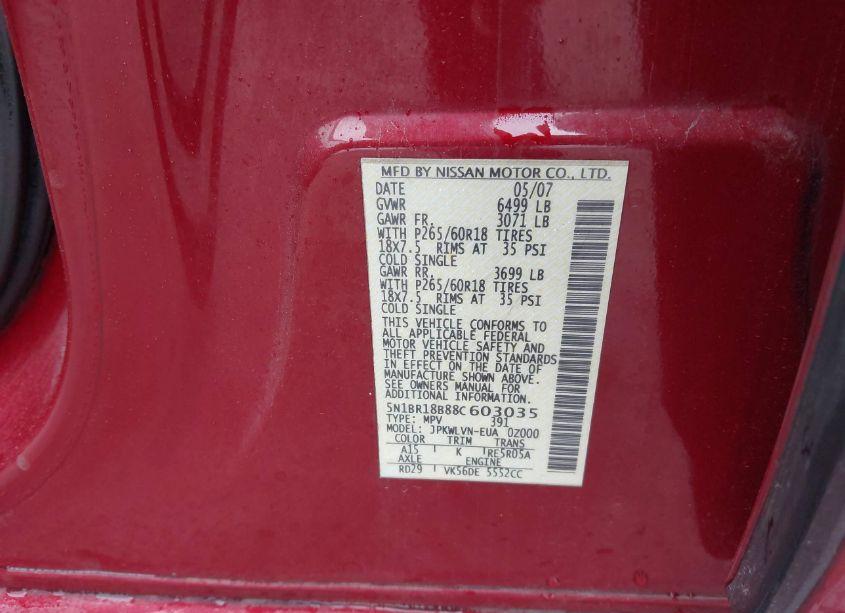 MFD BY NISSAN MOTOR CO., LTD.
DATE 05/07
GVWR 6499 LB
GAWR FR. 3071 LB
WITH P265/60R18 TIRES
18X7.5 RIMS AT 35 PSI
COLD SINGLE
GAWR RR. 3699 LB
WITH P265/60R18 TIRES
18X7.5 RIMS AT 35 PSI
COLD SINGLE
THIS VEHICLE CONFORMS TO
ALL APPLICABLE FEDERAL
MOTOR VEHICLE SAFETY AND
THEFT PREVENTION STANDARDS
IN EFFECT ON THE DATE OF
MANUFACTURE SHOWN ABOVE.
SEE OWNERS MANUAL FOR
ADDITIONAL INFORMATION.
5N1BR18B88C603035
TYPE: MPV 391
MODEL: JPKWLVN-EUA 0Z000
COLOR TRIM TRANS
A15 K RE5R05A
AXLE ENGINE
RD29 VK56DE 5552CC